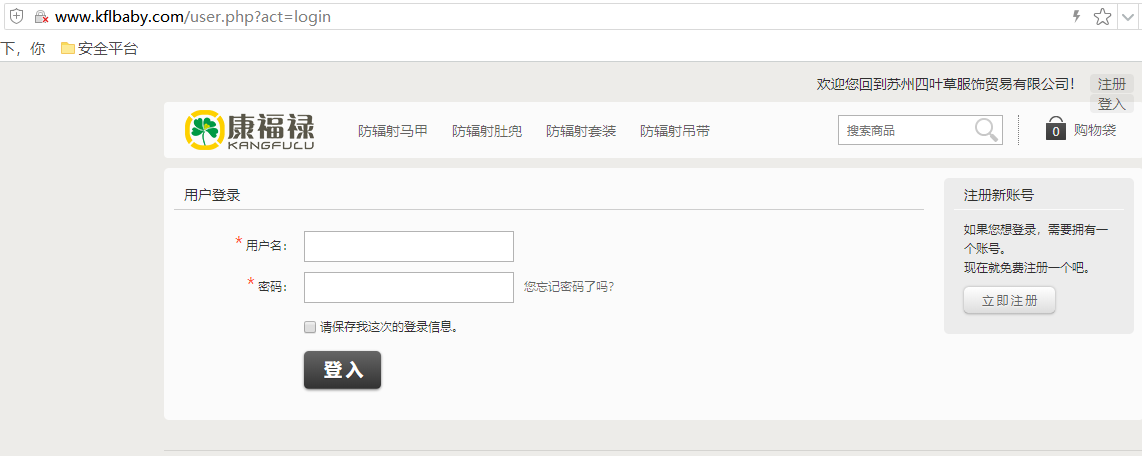 www.kflbaby.com/user.php?act=login
下，你 安全平台
欢迎您回到苏州四叶草服饰贸易有限公司！ 注册
登入
康福禄
KANGFULU
防辐射马甲 防辐射肚兜 防辐射套装 防辐射吊带
搜索商品
0 购物袋
用户登录
*用户名：
*密码： 您忘记密码了吗?
请保存我这次的登录信息。
登入
注册新账号
如果您想登录，需要拥有一
个账号。
现在就免费注册一个吧。
立即注册